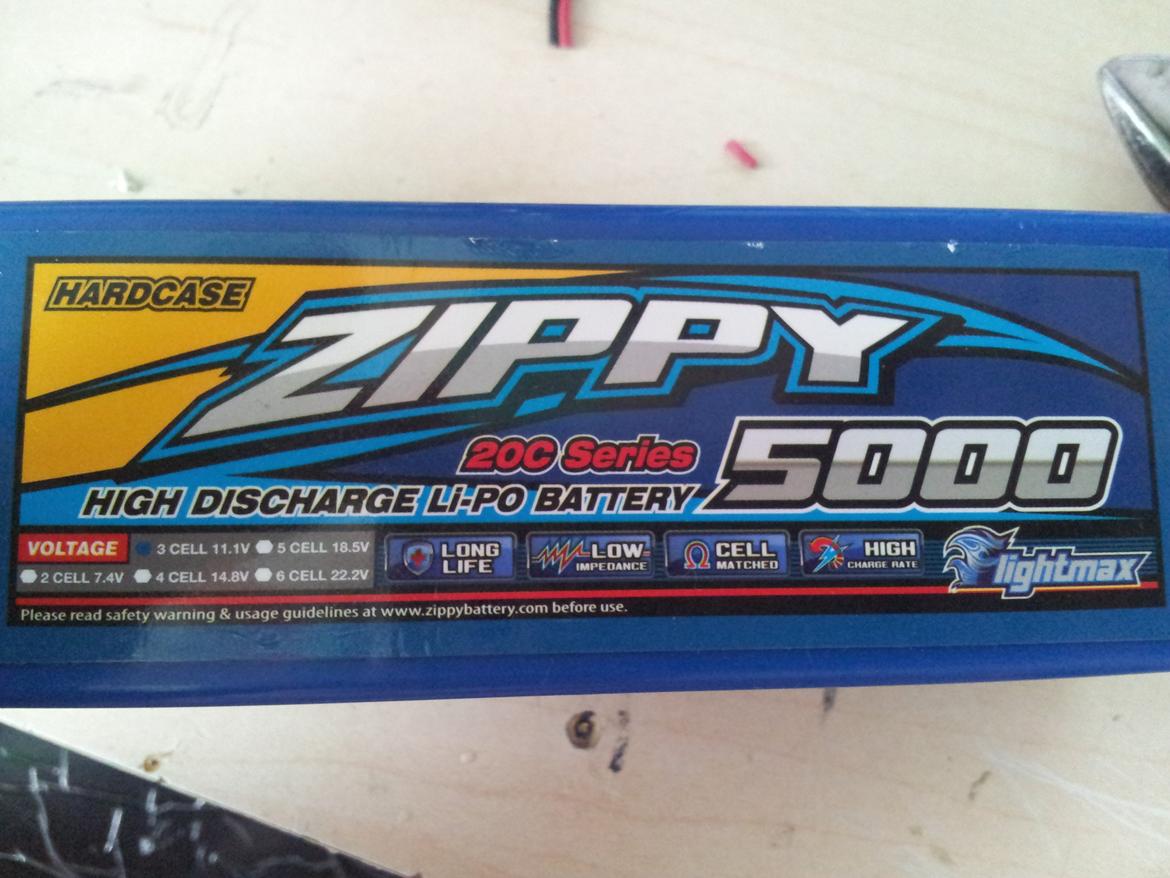 HARDCASE
ZIPPY
20C Series
5000
HIGH DISCHARGE Li-PO BATTERY
VOLTAGE
3 CELL 11.1V
5 CELL 18.5V
2 CELL 7.4V
4 CELL 14.8V
6 CELL 22.2V
LONG
LIFE
LOW
IMPEDANCE
CELL
MATCHED
HIGH
CHARGE RATE
lightmax
Please read safety warning & usage guidelines at www.zippybattery.com before use.